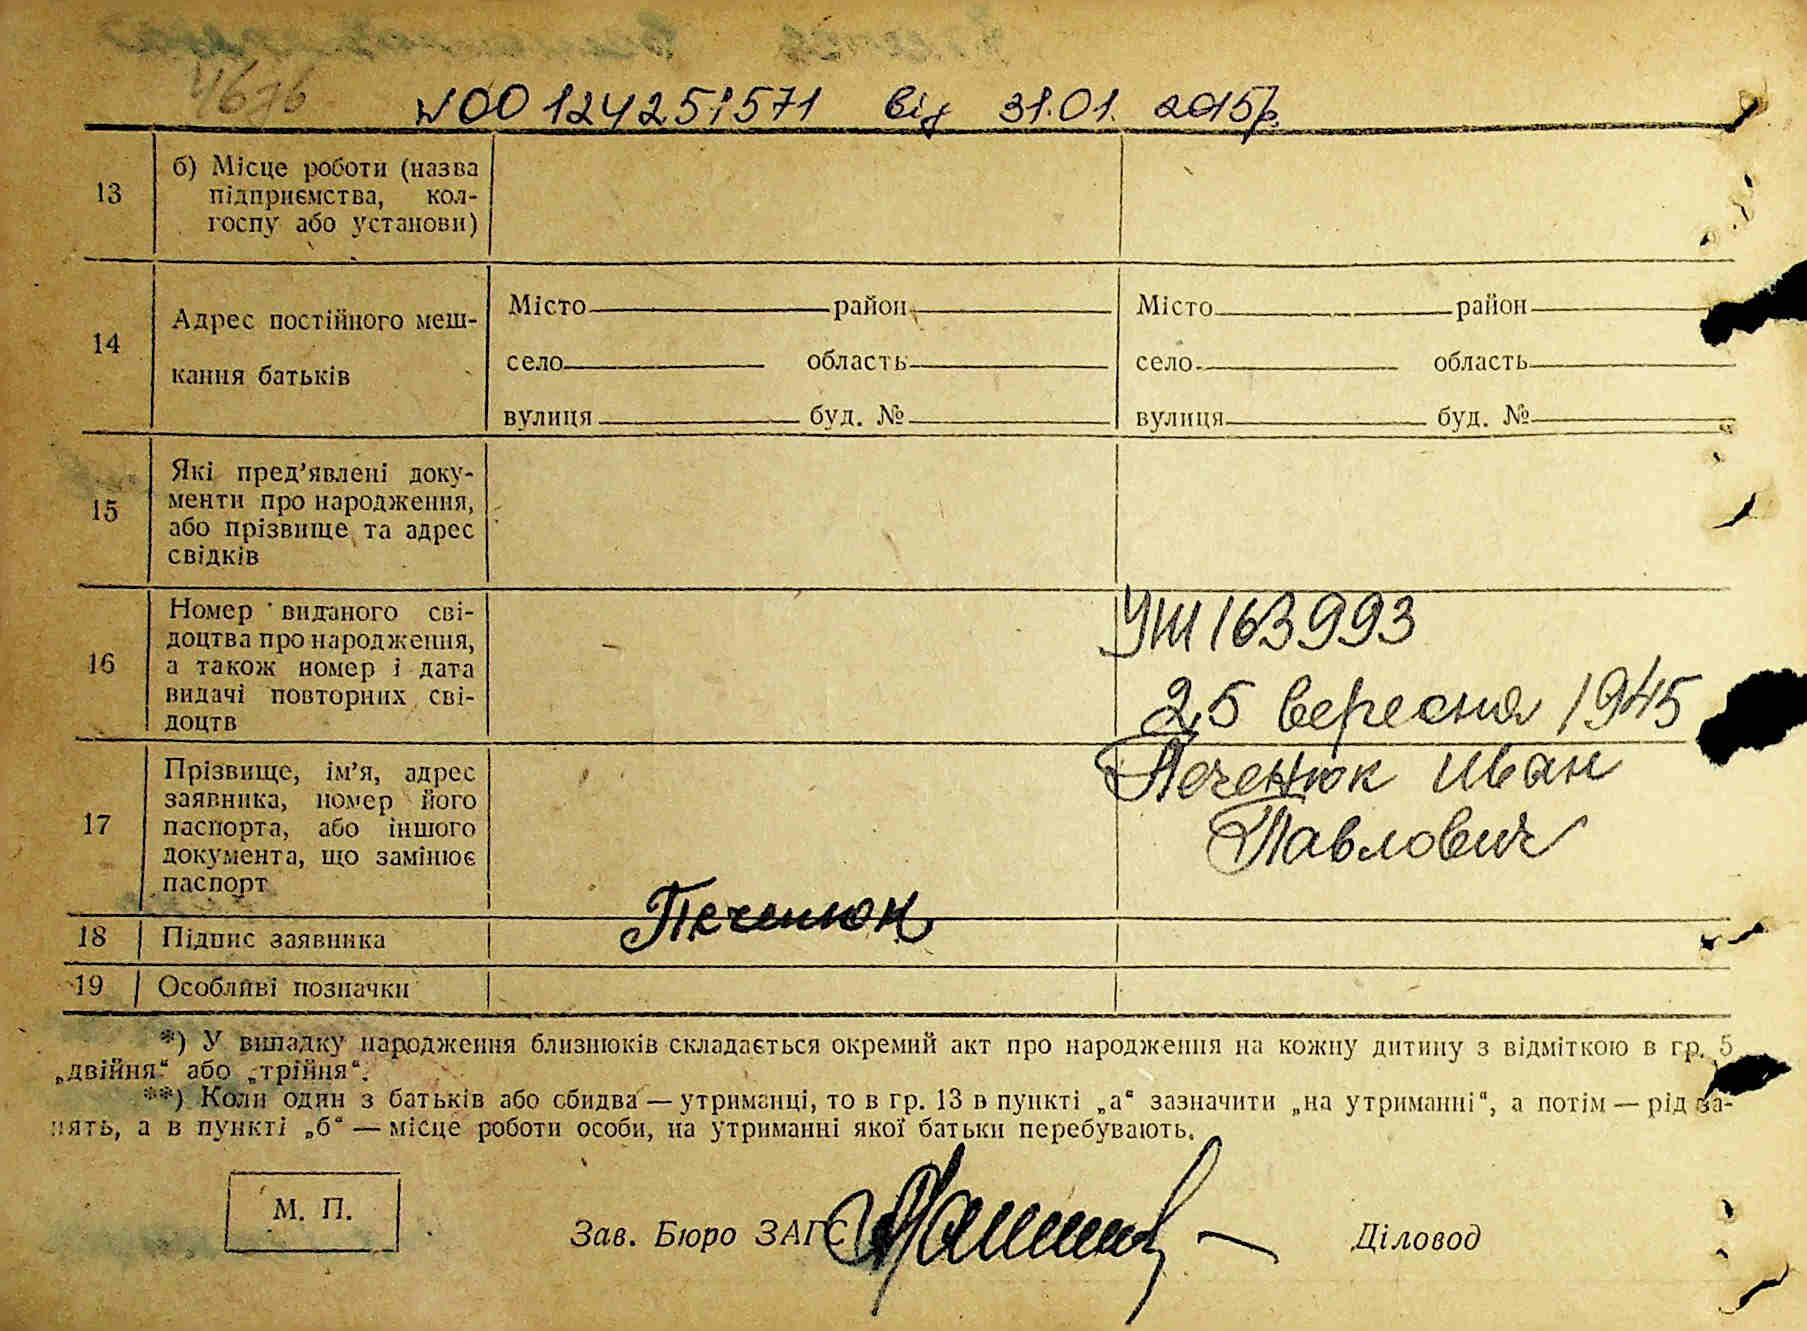 4676
N00124251571 від 31.01.2015р.
13 б) Місце роботи (назва
підприємства, кол-
госпу або установи)
14 Адрес постійного меш-
кання батьків
Місто район Місто район
село область село область
вулиця буд. № вулиця буд. №
15 Які пред’явлені доку-
менти про народження,
або прізвище та адрес
свідків
16 Номер виданого сві-
доцтва про народження,
а також номер і дата
видачі повторних сві-
доцтв
УШ 163993
25 вересня 1945
17 Прізвище, ім’я, адрес
заявника, номер його
паспорта, або іншого
документа, що замінює
паспорт
Печенюк Иван
Павлович
18 Підпис заявника Печенюк
19 Особливі позначки
*) У випадку народження близнюків складається окремий акт про народження на кожну дитину з відміткою в гр. 5
„двійня“ або „трійня“.
**) Коли один з батьків або обидва — утриманці, то в гр. 13 в пункті „а“ зазначити „на утриманні“, а потім — рід за-
нять, а в пункті „б“ — місце роботи особи, на утриманні якої батьки перебувають.
М. П.
Зав. Бюро ЗАГС Діловод